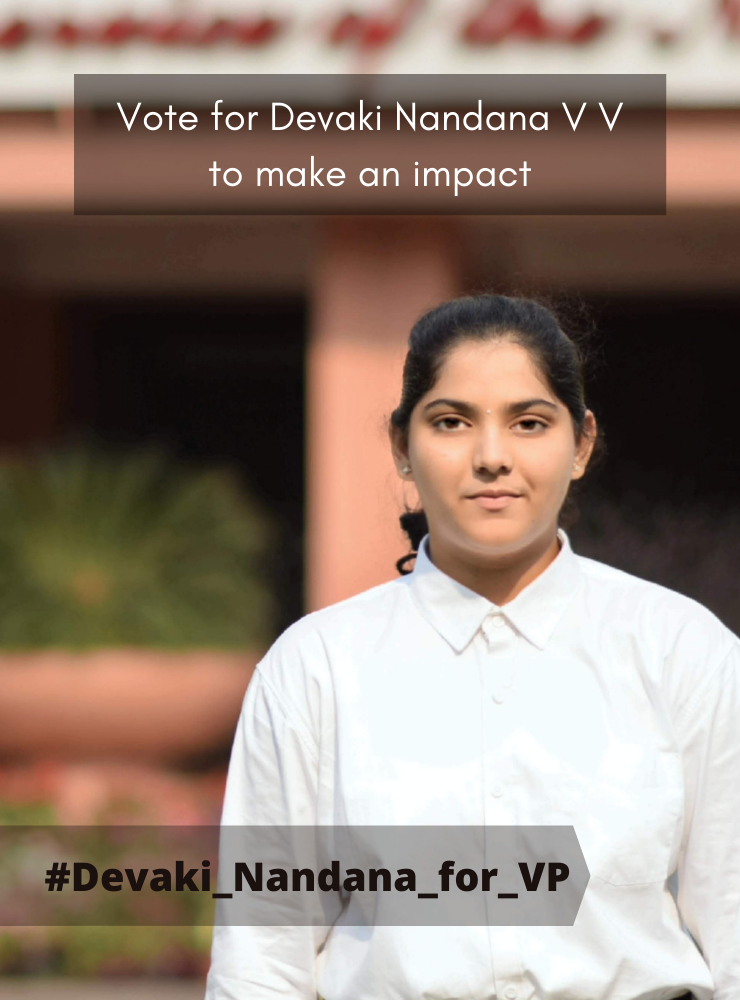 Vote for Devaki Nandana V V
to make an impact
#Devaki_Nandana_for_VP